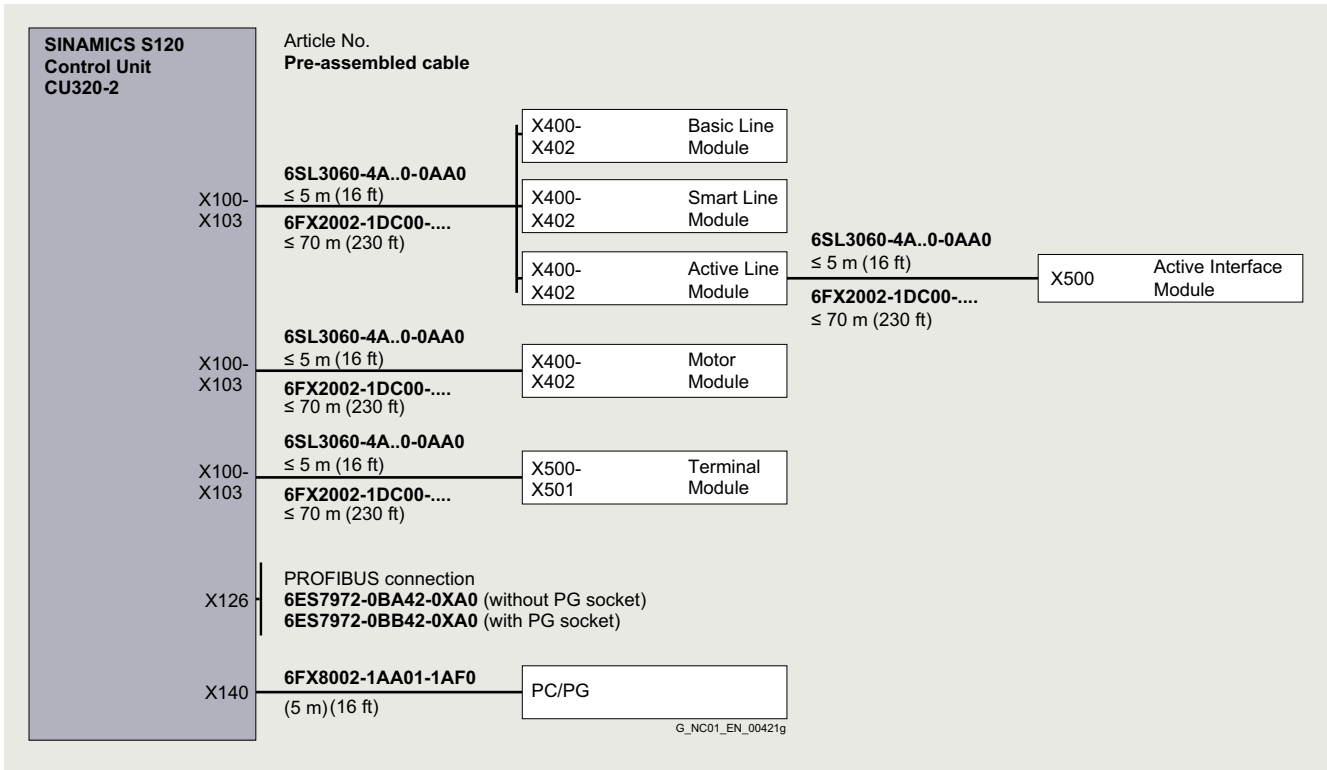 SINAMICS S120
Control Unit
CU320-2
Article No.
Pre-assembled cable
X100-
X103
6SL3060-4A..0-0AA0
≤ 5 m (16 ft)
6FX2002-1DC00-....
≤ 70 m (230 ft)
X400-
X402
Basic Line
Module
X400-
X402
Smart Line
Module
X400-
X402
Active Line
Module
6SL3060-4A..0-0AA0
≤ 5 m (16 ft)
6FX2002-1DC00-....
≤ 70 m (230 ft)
X500
Active Interface
Module
X100-
X103
6SL3060-4A..0-0AA0
≤ 5 m (16 ft)
6FX2002-1DC00-....
≤ 70 m (230 ft)
X400-
X402
Motor
Module
X100-
X103
6SL3060-4A..0-0AA0
≤ 5 m (16 ft)
6FX2002-1DC00-....
≤ 70 m (230 ft)
X500-
X501
Terminal
Module
X126
PROFIBUS connection
6ES7972-0BA42-0XA0 (without PG socket)
6ES7972-0BB42-0XA0 (with PG socket)
X140
6FX8002-1AA01-1AF0
(5 m) (16 ft)
PC/PG
G_NC01_EN_00421g